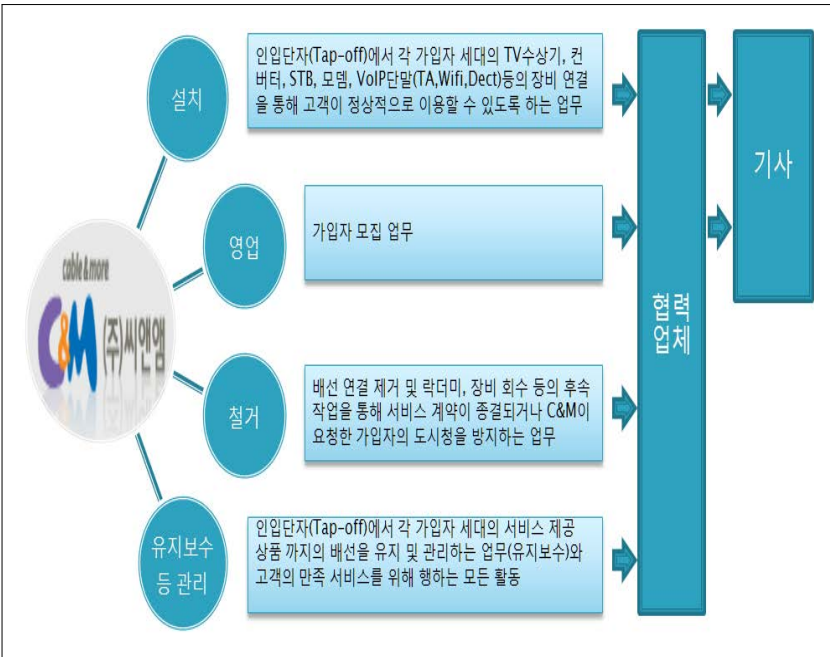 설치
인입단자(Tap-off)에서 각 가입자 세대의 TV수상기, 컨
버터, STB, 모뎀, VoIP단말(TA,Wifi,Dect)등의 장비 연결
을 통해 고객이 정상적으로 이용할 수 있도록 하는 업무
영업
가입자 모집 업무
cable & more
C&M (주)씨앤앰
철거
배선 연결 제거 및 락더미, 장비 회수 등의 후속
작업을 통해 서비스 계약이 종결되거나 C&M이
요청한 가입자의 도시청을 방지하는 업무
유지보수
등 관리
인입단자(Tap-off)에서 각 가입자 세대의 서비스 제공
상품 까지의 배선을 유지 및 관리하는 업무(유지보수)와
고객의 만족 서비스를 위해 행하는 모든 활동
협력
업체
기사